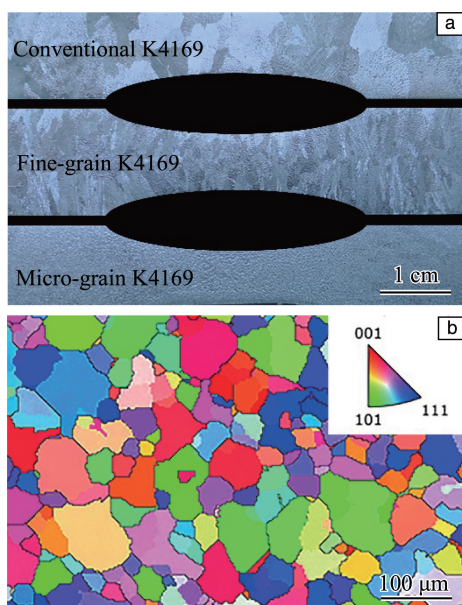 a
Conventional K4169
Fine-grain K4169
Micro-grain K4169
1 cm
b
001
101
111
100 μm